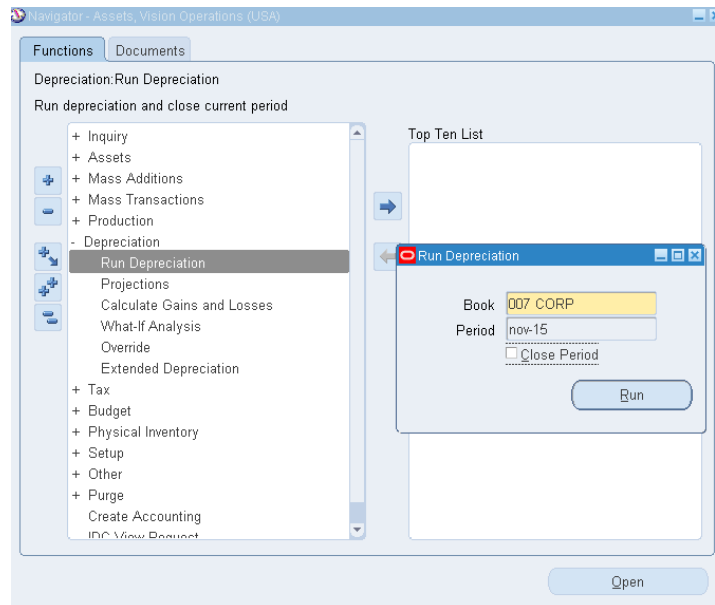 Navigator - Assets, Vision Operations (USA)
Functions
Documents
Depreciation:Run Depreciation
Run depreciation and close current period
+ Inquiry
+ Assets
+ Mass Additions
+ Mass Transactions
+ Production
- Depreciation
Run Depreciation
Projections
Calculate Gains and Losses
What-If Analysis
Override
Extended Depreciation
+ Tax
+ Budget
+ Physical Inventory
+ Setup
+ Other
+ Purge
Create Accounting
IDC View Request
Top Ten List
Run Depreciation
Book 007 CORP
Period nov-15
Close Period
Run
Open